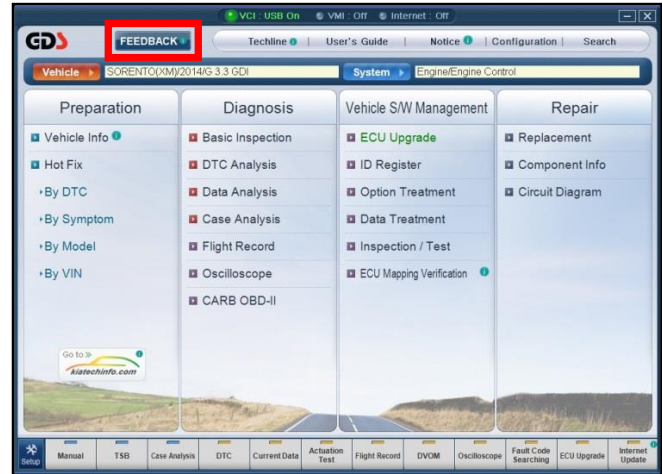 VCI : USB On VMI : Off Internet : Off
GDS FEEDBACK Techline User's Guide Notice Configuration Search
Vehicle SORENTO(XM)/2014/G 3.3 GDI System Engine/Engine Control
Preparation
Vehicle Info
Hot Fix
By DTC
By Symptom
By Model
By VIN
Go to
kiatechinfo.com
Diagnosis
Basic Inspection
DTC Analysis
Data Analysis
Case Analysis
Flight Record
Oscilloscope
CARB OBD-II
Vehicle S/W Management
ECU Upgrade
ID Register
Option Treatment
Data Treatment
Inspection / Test
ECU Mapping Verification
Repair
Replacement
Component Info
Circuit Diagram
Setup Manual TSB Case Analysis DTC Current Data Actuation Test Flight Record DVOM Oscilloscope Fault Code Searching ECU Upgrade Internet Update